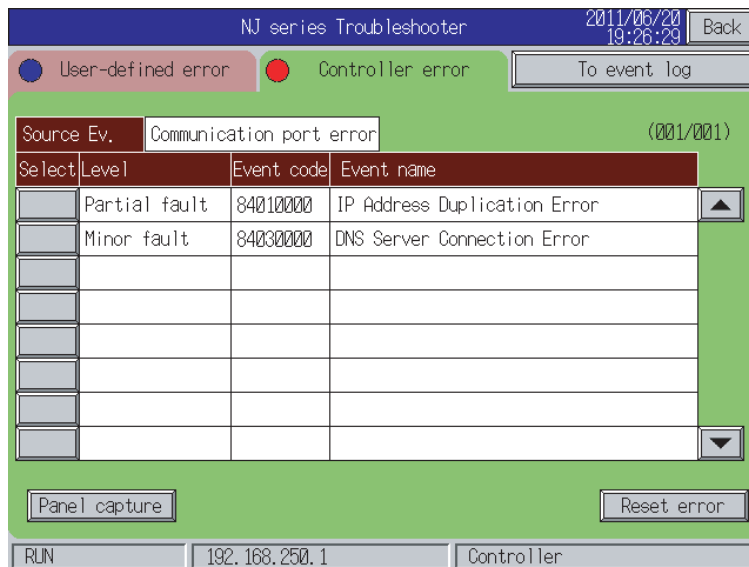 NJ series Troubleshooter
2011/06/20
19:26:29
Back
User-defined error
Controller error
To event log
Source Ev.
Communication port error
(001/001)
Select Level Event code Event name
Partial fault 84010000 IP Address Duplication Error
Minor fault 84030000 DNS Server Connection Error
Panel capture
Reset error
RUN
192.168.250.1
Controller